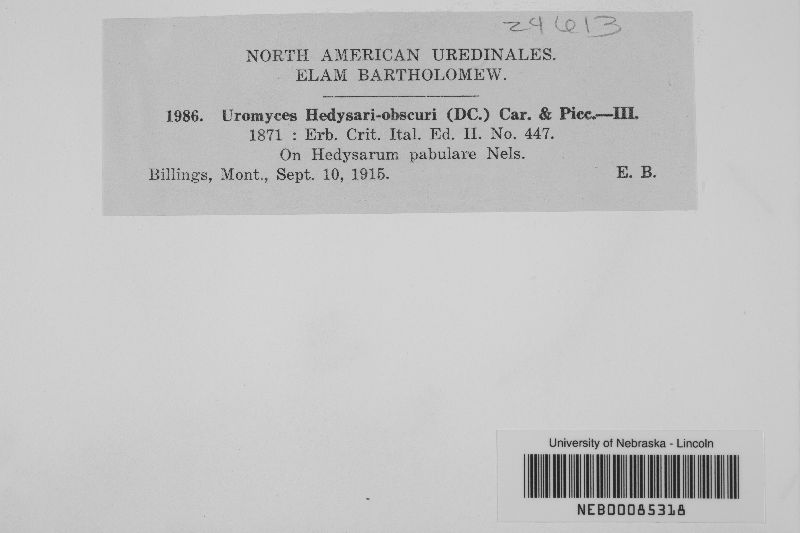 24613
NORTH AMERICAN UREDINALES.
ELAM BARTHOLOMEW.
1986. Uromyces Hedysari-obscuri (DC.) Car. & Picc.—III.
1871 : Erb. Crit. Ital. Ed. II. No. 447.
On Hedysarum pabulare Nels.
Billings, Mont., Sept. 10, 1915. E. B.
University of Nebraska - Lincoln
NEB00085318